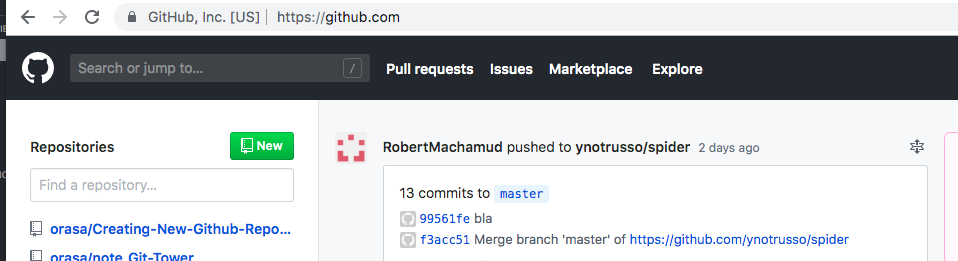 GitHub, Inc. [US] | https://github.com
Search or jump to... /
Pull requests Issues Marketplace Explore
Repositories
New
Find a repository...
orasa/Creating-New-Github-Repo...
orasa/note_Git-Tower
RobertMachamud pushed to ynotrusso/spider 2 days ago
13 commits to master
99561fe bla
f3acc51 Merge branch 'master' of https://github.com/ynotrusso/spider